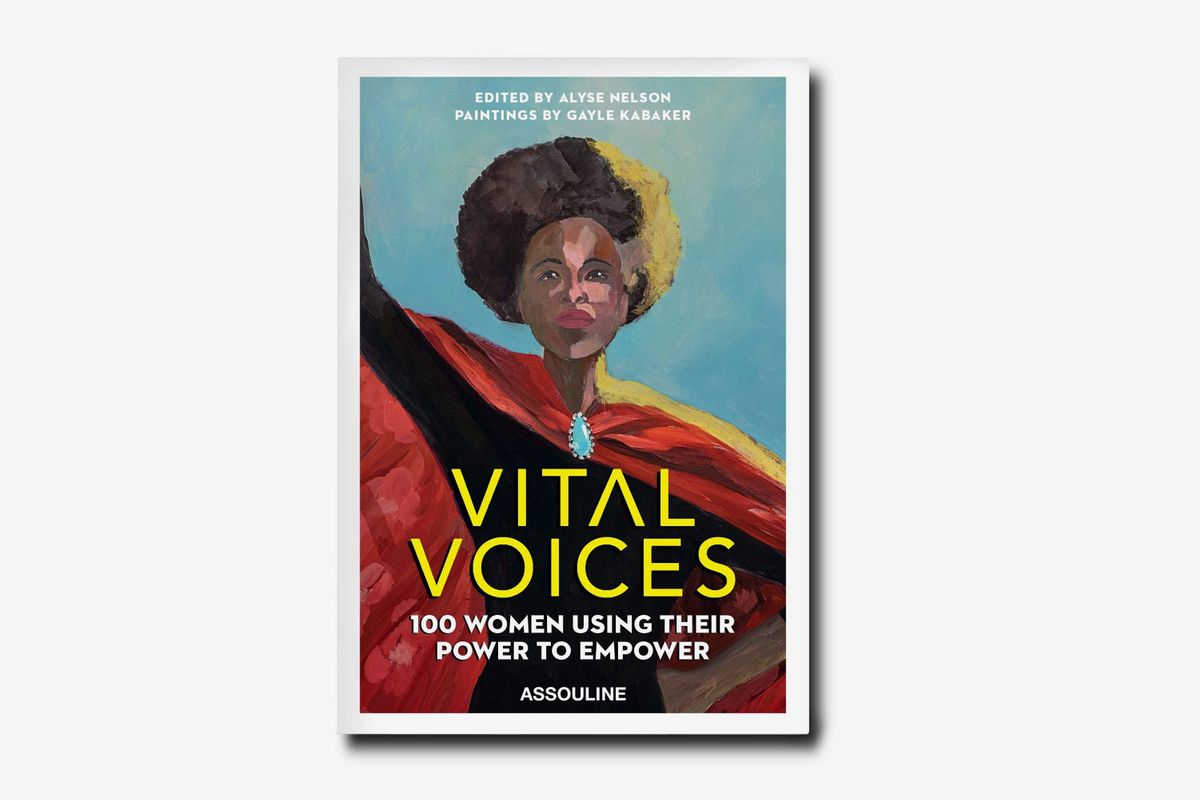 EDITED BY ALYSE NELSON
PAINTINGS BY GAYLE KABAKER
VITAL
VOICES
100 WOMEN USING THEIR
POWER TO EMPOWER
ASSOULINE